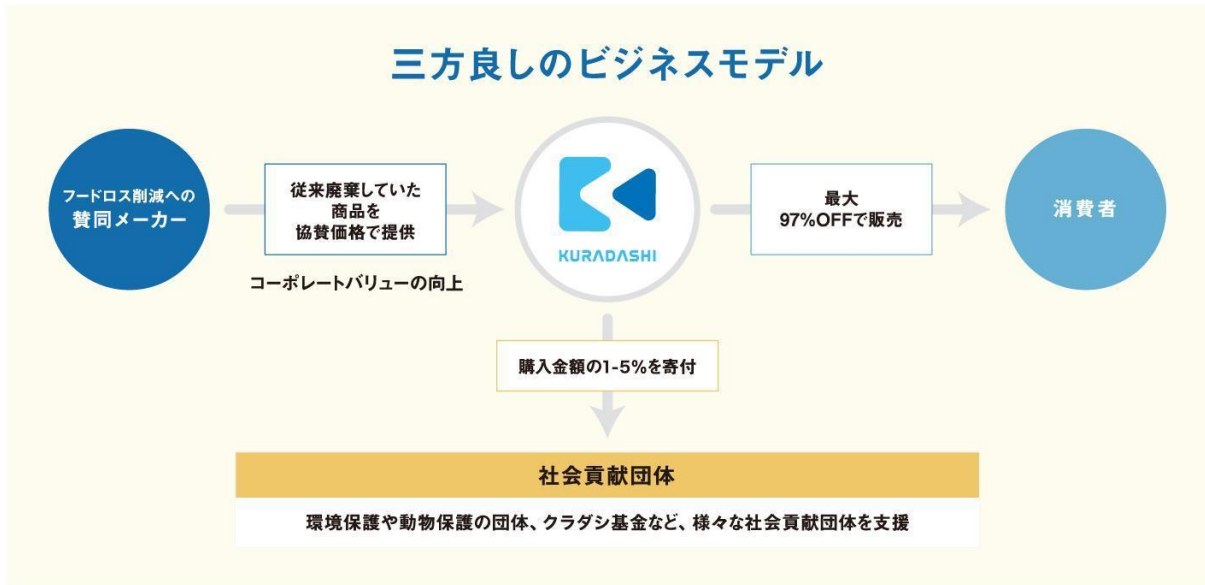 三方良しのビジネスモデル
フードロス削減への
賛同メーカー
従来廃棄していた
商品を
協賛価格で提供
コーポレートバリューの向上
KURADASHI
最大
97%OFFで販売
消費者
購入金額の1-5%を寄付
社会貢献団体
環境保護や動物保護の団体、クラダシ基金など、様々な社会貢献団体を支援